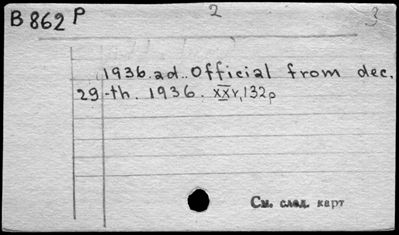 B 862 P 2 3
1936. ad.. Official from dec.
29-th. 1936. XXV, 132p
См. след. карт